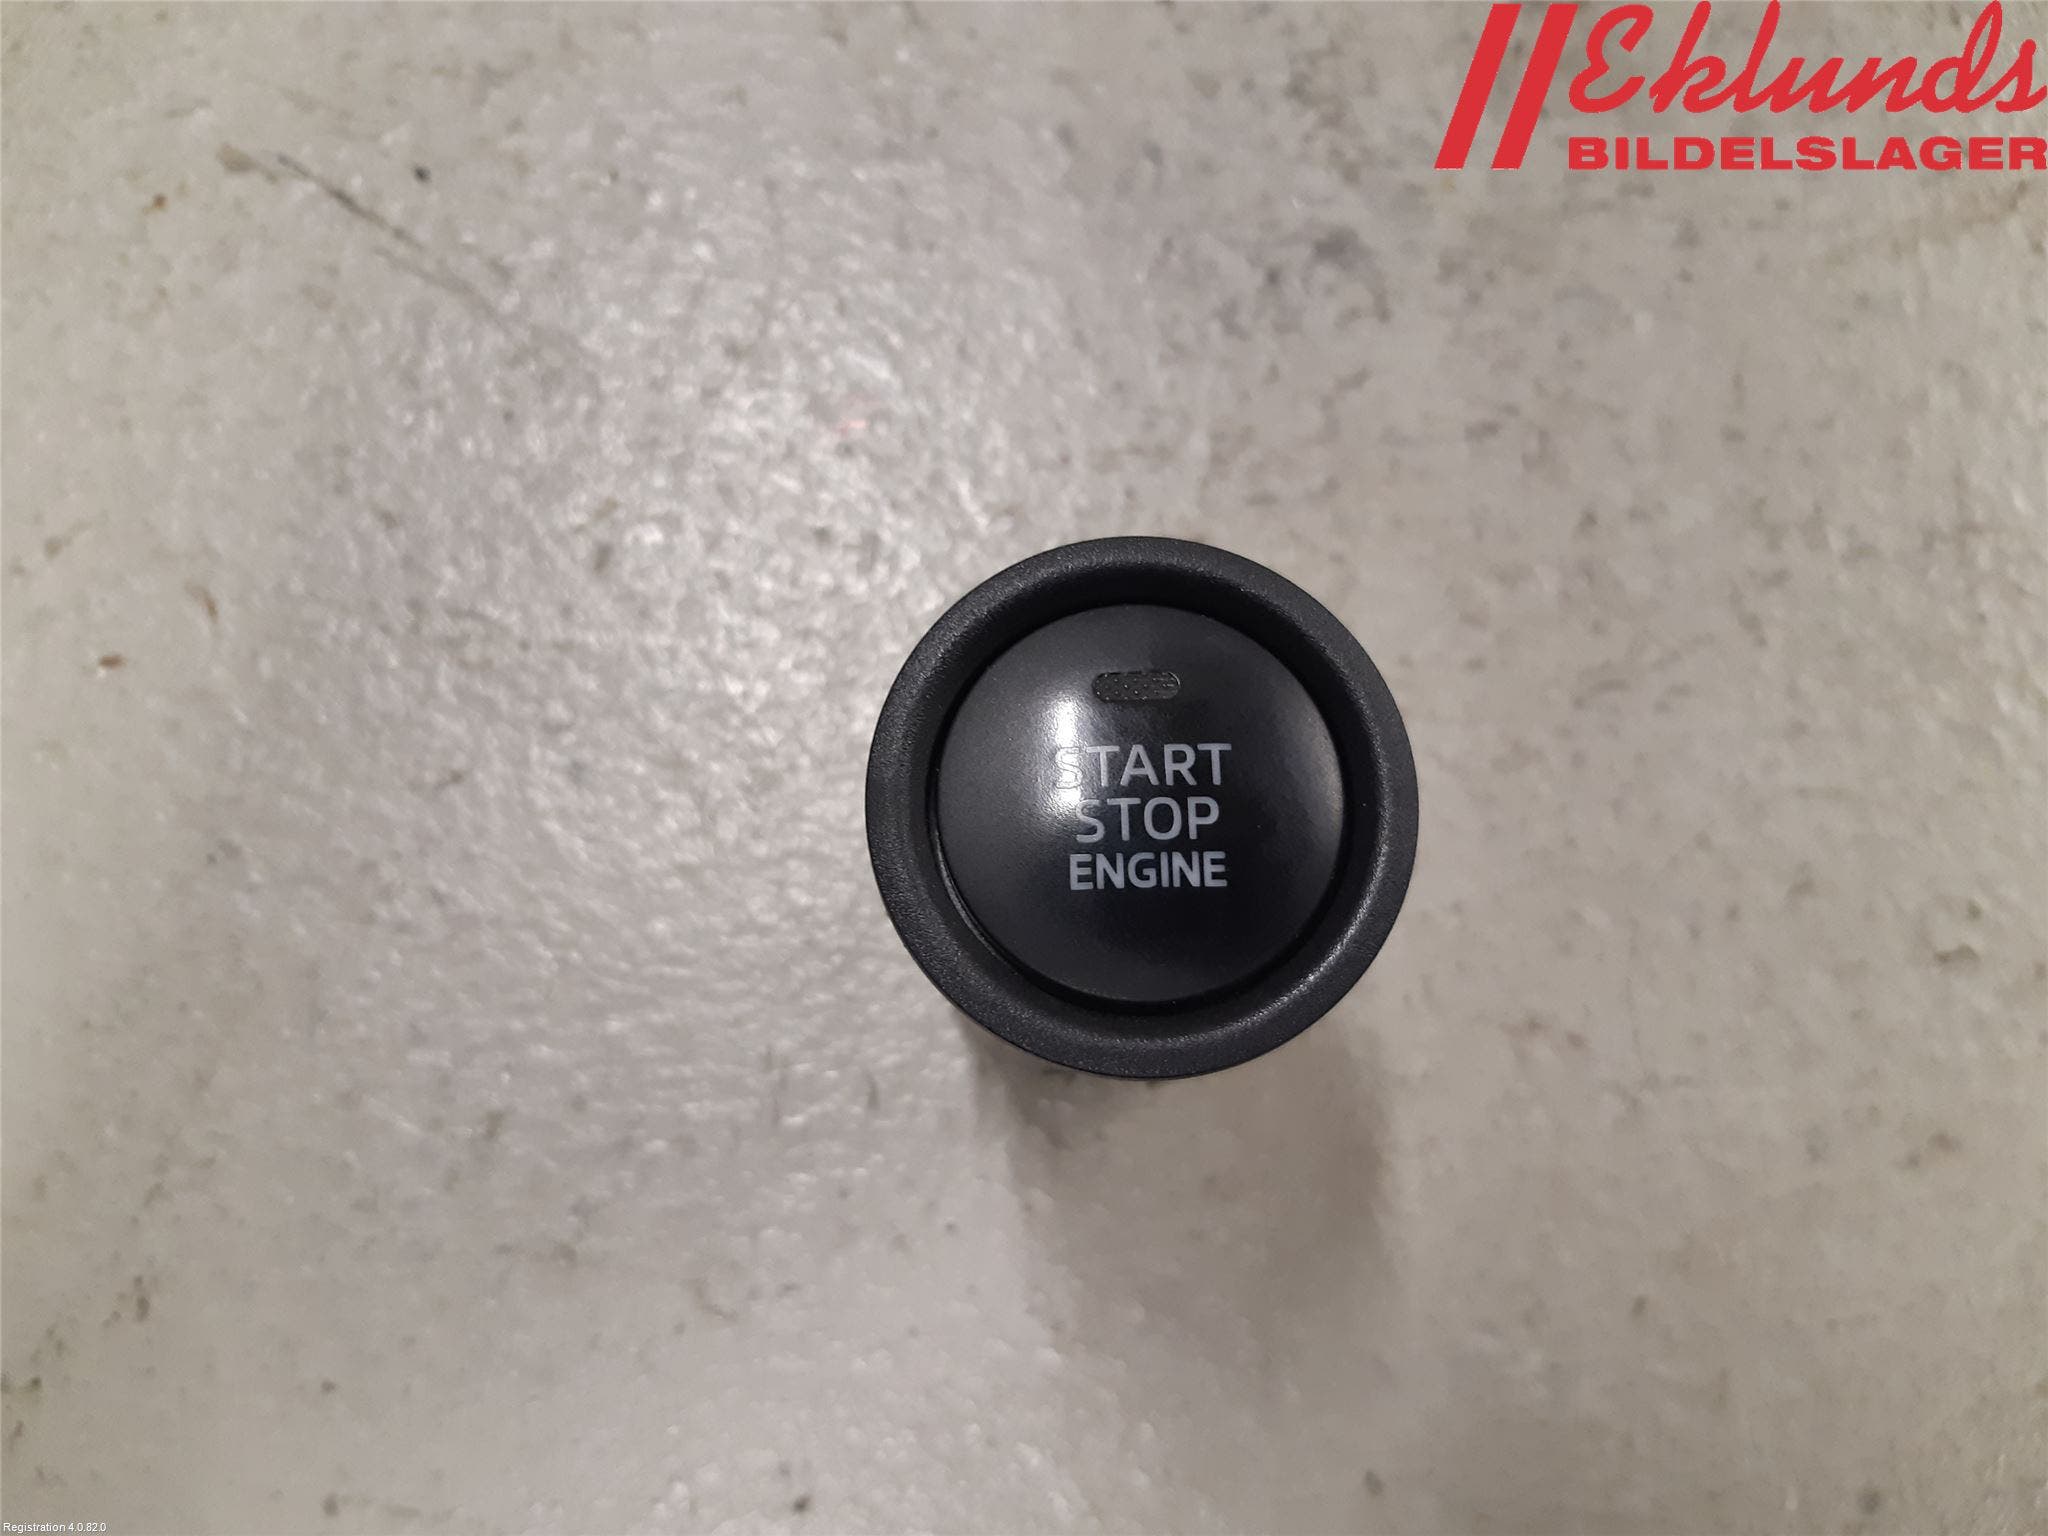 Eklunds
BILDELSLAGER
START
STOP
ENGINE
Registration 4.0.82.0